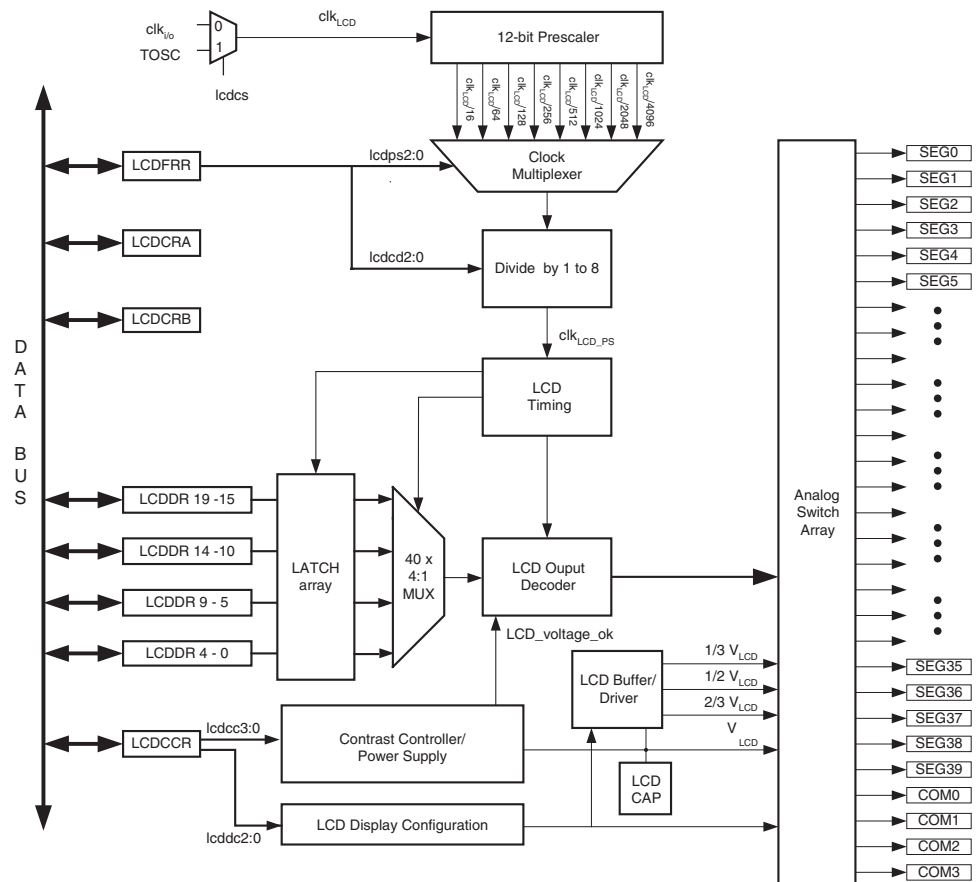 clk_i/o 0
TOSC 1
lcdcs
clk_LCD
12-bit Prescaler
clk_LCD/16
clk_LCD/64
clk_LCD/128
clk_LCD/256
clk_LCD/512
clk_LCD/1024
clk_LCD/2048
clk_LCD/4096
LCDFRR
lcdps2:0
Clock
Multiplexer
LCDCRA
lcdcd2:0
Divide by 1 to 8
LCDCRB
clk_LCD_PS
DATA BUS
LCD
Timing
LCDDR 19 -15
LCDDR 14 -10
LCDDR 9 - 5
LCDDR 4 - 0
LATCH
array
40 x
4:1
MUX
LCD Ouput
Decoder
LCD_voltage_ok
LCD Buffer/
Driver
1/3 V_LCD
1/2 V_LCD
2/3 V_LCD
V_LCD
LCDCCR
lcdcc3:0
Contrast Controller/
Power Supply
LCD
CAP
lcddc2:0
LCD Display Configuration
Analog
Switch
Array
SEG0
SEG1
SEG2
SEG3
SEG4
SEG5
SEG35
SEG36
SEG37
SEG38
SEG39
COM0
COM1
COM2
COM3